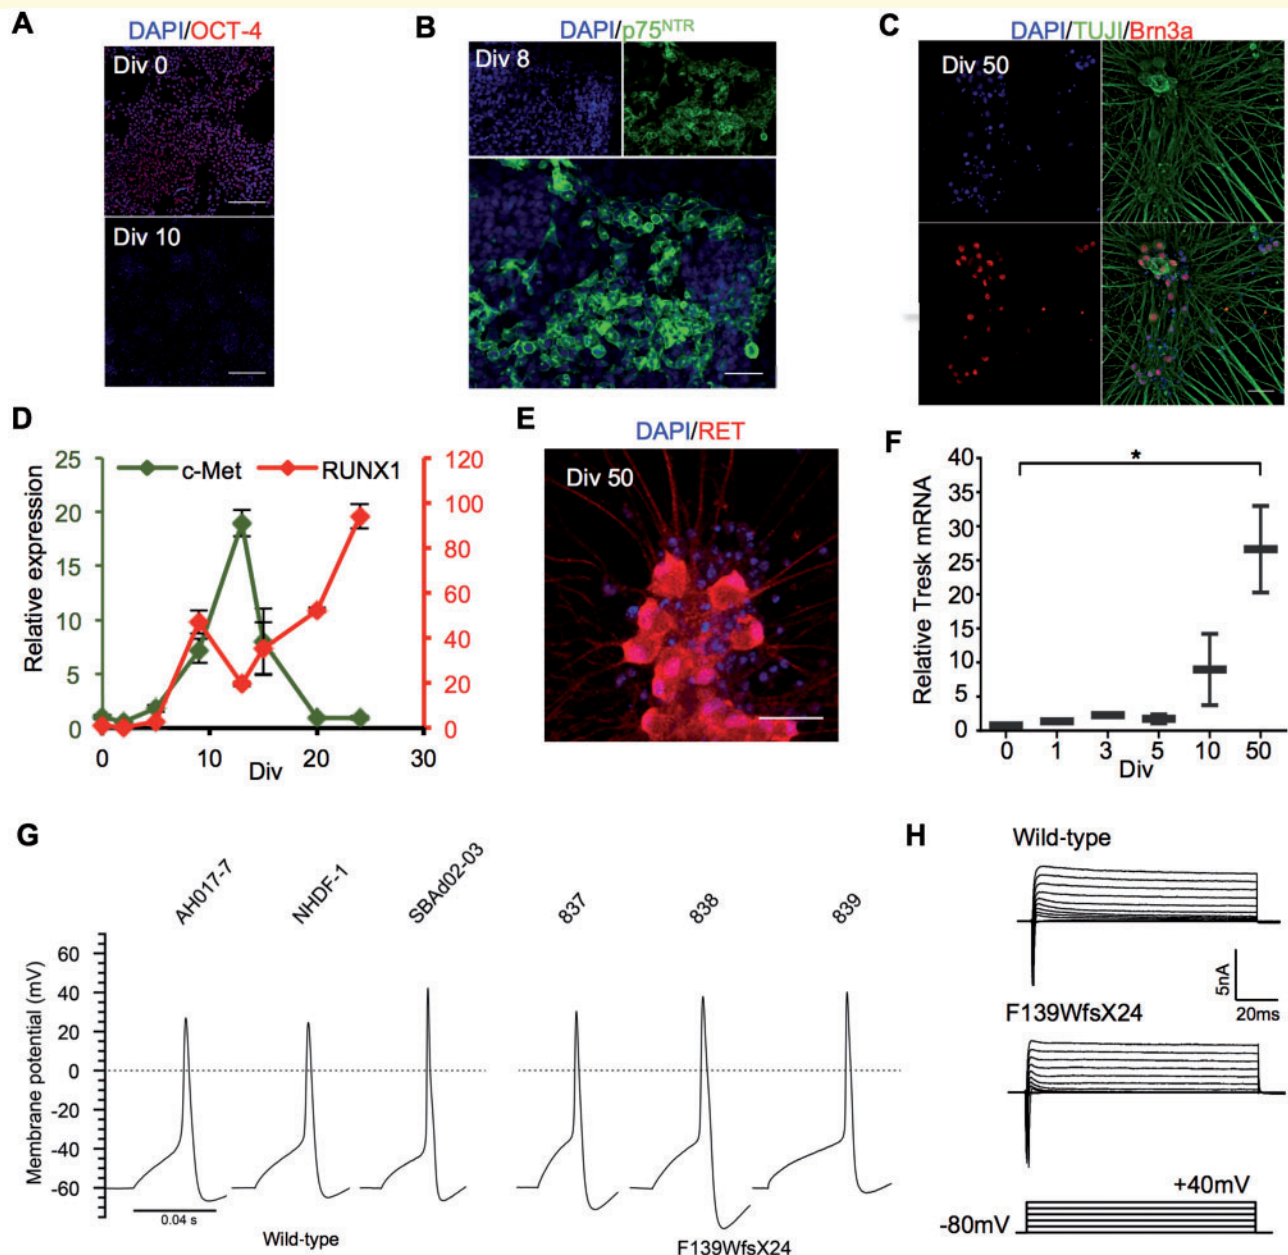 A
DAPI/OCT-4
Div 0
Div 10
B
DAPI/p75NTR
Div 8
C
DAPI/TUJI/Brn3a
Div 50
D
c-Met
RUNX1
Relative expression
25
20
15
10
5
0
120
100
80
60
40
20
0
0
10
20
30
Div
E
DAPI/RET
Div 50
F
*
Relative Tresk mRNA
40
35
30
25
20
15
10
5
0
0
1
3
5
10
50
Div
G
AH017-7
NHDF-1
SBAd02-03
837
838
839
Membrane potential (mV)
60
40
20
0
-20
-40
-60
0.04 s
Wild-type
F139WfsX24
H
Wild-type
5nA
20ms
F139WfsX24
+40mV
-80mV